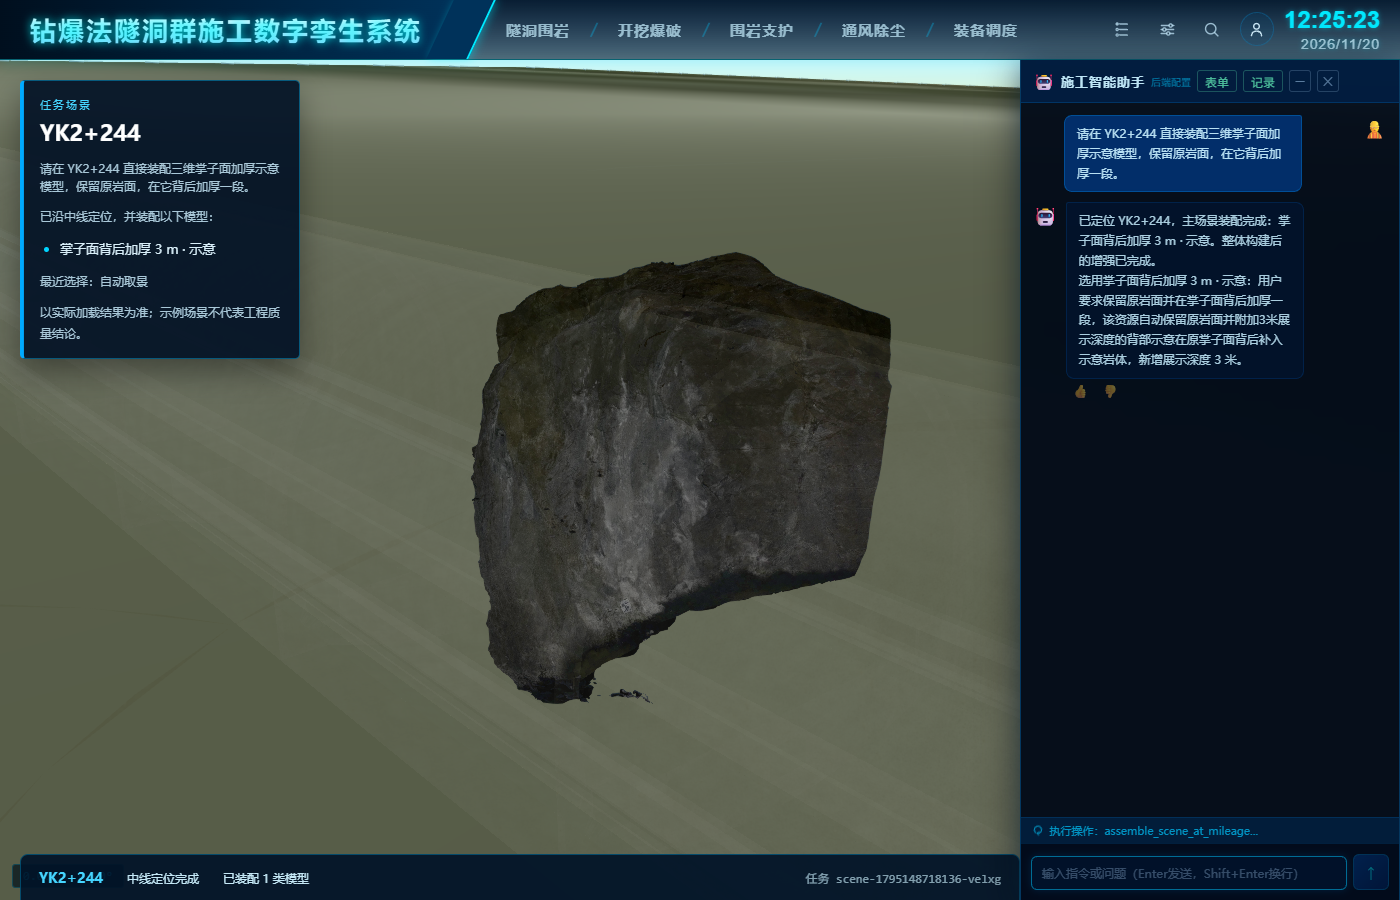 钻爆法隧洞群施工数字孪生系统
隧洞围岩 / 开挖爆破 / 围岩支护 / 通风除尘 / 装备调度
12:25:23
2026/11/20
任务场景
YK2+244
请在 YK2+244 直接装配三维掌子面加厚示意
模型，保留原岩面，在它背后加厚一段。
已沿中线定位，并装配以下模型：
掌子面背后加厚 3 m · 示意
最近选择：自动取景
以实际加载结果为准；示例场景不代表工程质
量结论。
施工智能助手 后端配置 表单 记录
请在 YK2+244 直接装配三维掌子面加
厚示意模型，保留原岩面，在它背后加
厚一段。
已定位 YK2+244，主场景装配完成：掌
子面背后加厚 3 m · 示意。整体构建后
的增强已完成。
选用掌子面背后加厚 3 m · 示意：用户
要求保留原岩面并在掌子面背后加厚一
段，该资源自动保留原岩面并附加3米展
示深度的背部示意在原掌子面背后补入
示意岩体，新增展示深度 3 米。
执行操作：assemble_scene_at_mileage...
输入指令或问题（Enter发送，Shift+Enter换行）
YK2+244 中线定位完成 已装配 1 类模型
任务 scene-1795148718136-velxg